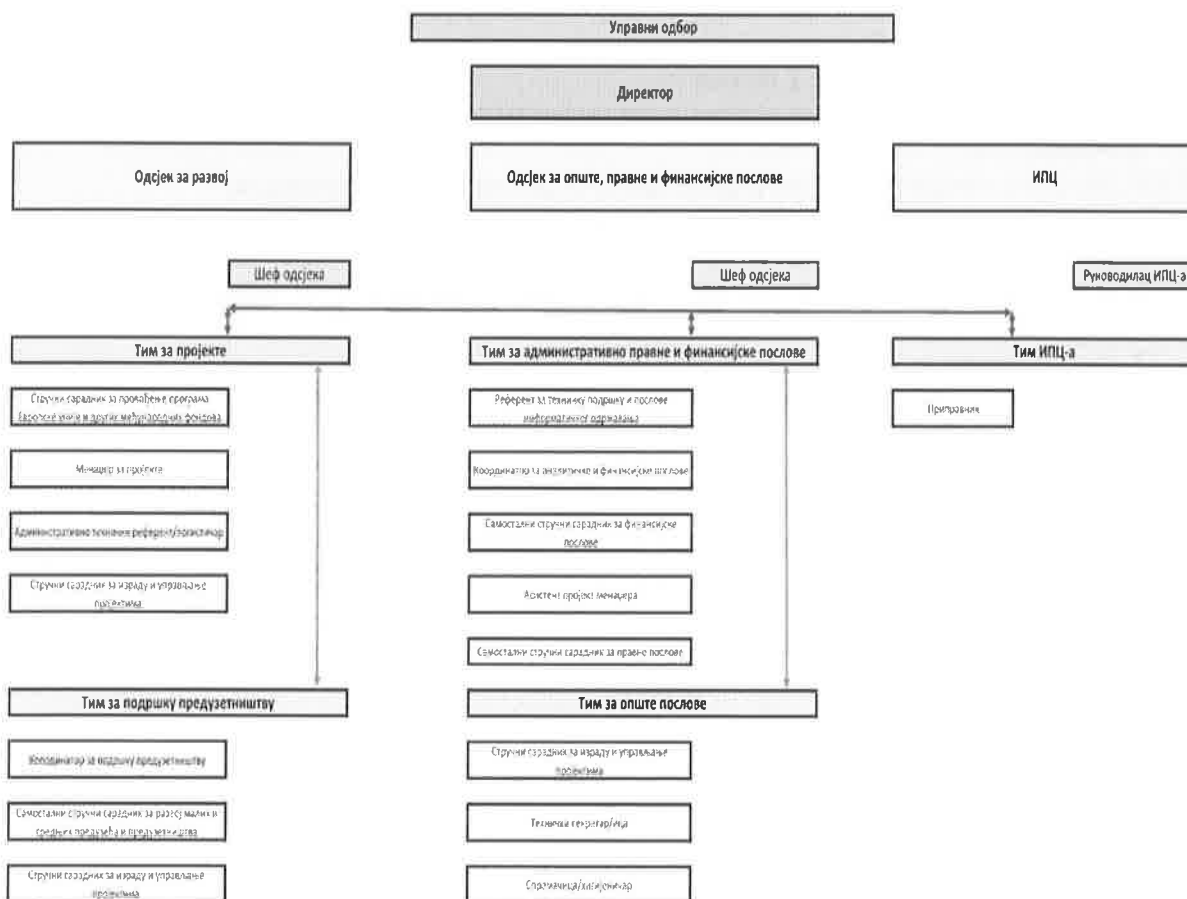 Управни одбор
Директор
Одсјек за развој
Одсјек за опште, правне и финансијске послове
ИПЦ
Шеф одсјека
Шеф одсјека
Руководилац ИПЦ-а
Тим за пројекте
Тим за административно правне и финансијске послове
Тим ИПЦ-а
Стручни сарадник за провођење програма
Европске уније и других међународних фондова
Менаџер за пројекте
Административно технички референт/логистичар
Стручни сарадник за израду и управљање
пројектима
Референт за техничку подршку и послове
информатичког одржавања
Координатор за аналитичке и финансијске послове
Самостални стручни сарадник за финансијске
послове
Асистент пројект менаџера
Самостални стручни сарадник за правне послове
Приправник
Тим за подршку предузетништву
Тим за опште послове
Координатор за подршку предузетништву
Самостални стручни сарадник за развој малих и
средњих предузећа и предузетништва
Стручни сарадник за израду и управљање
пројектима
Стручни сарадник за израду и управљање
пројектима
Технички секретар/ица
Спремачица/хигијеничар